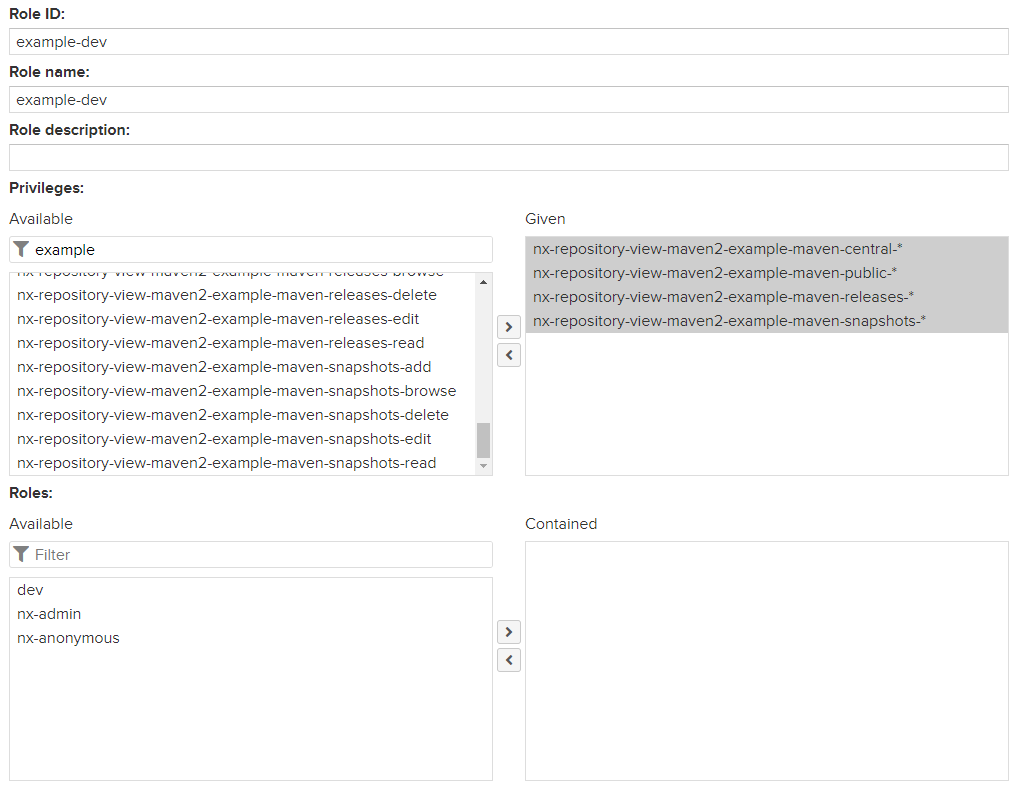 Role ID:
example-dev
Role name:
example-dev
Role description:
Privileges:
Available
Given
example
nx-repository-view-maven2-example-maven-releases-browse
nx-repository-view-maven2-example-maven-releases-delete
nx-repository-view-maven2-example-maven-releases-edit
nx-repository-view-maven2-example-maven-releases-read
nx-repository-view-maven2-example-maven-snapshots-add
nx-repository-view-maven2-example-maven-snapshots-browse
nx-repository-view-maven2-example-maven-snapshots-delete
nx-repository-view-maven2-example-maven-snapshots-edit
nx-repository-view-maven2-example-maven-snapshots-read
nx-repository-view-maven2-example-maven-central-*
nx-repository-view-maven2-example-maven-public-*
nx-repository-view-maven2-example-maven-releases-*
nx-repository-view-maven2-example-maven-snapshots-*
Roles:
Available
Contained
Filter
dev
nx-admin
nx-anonymous